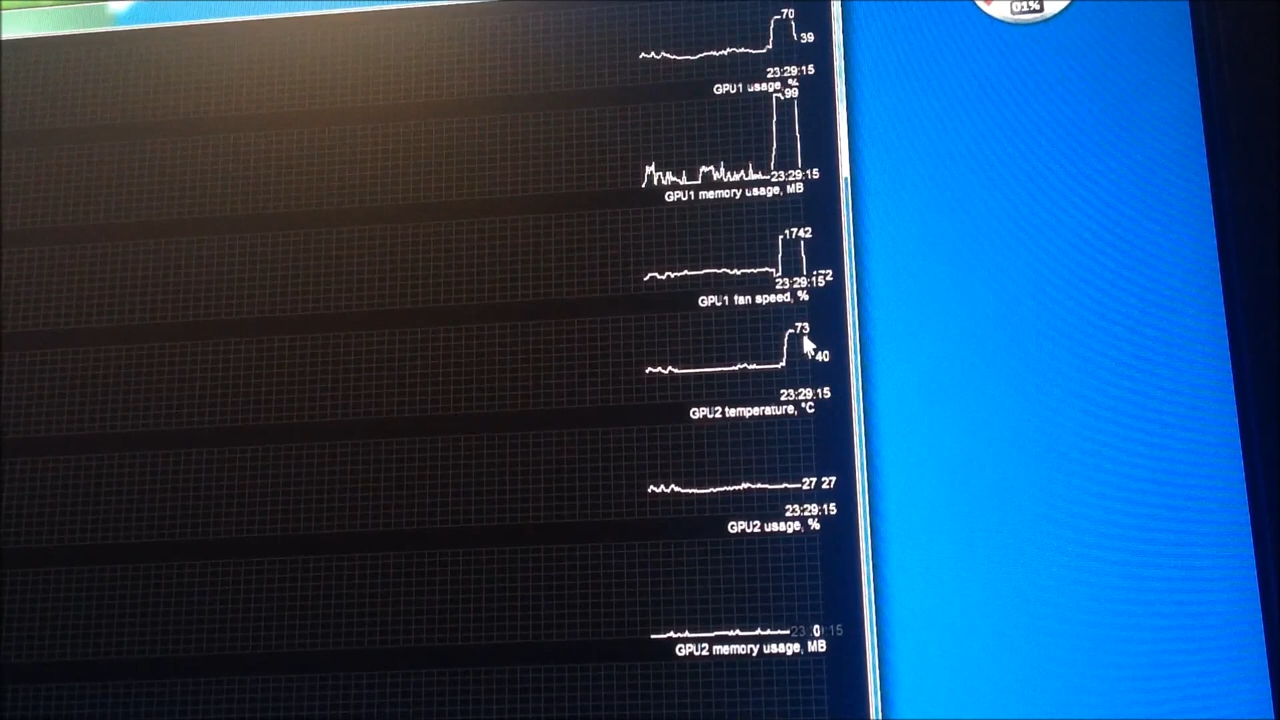 01%
70
39
23:29:15
GPU1 usage, %
99
23:29:15
GPU1 memory usage, MB
1742
23:29:15
GPU1 fan speed, %
73
40
23:29:15
GPU2 temperature, °C
27 27
23:29:15
GPU2 usage, %
0
GPU2 memory usage, MB